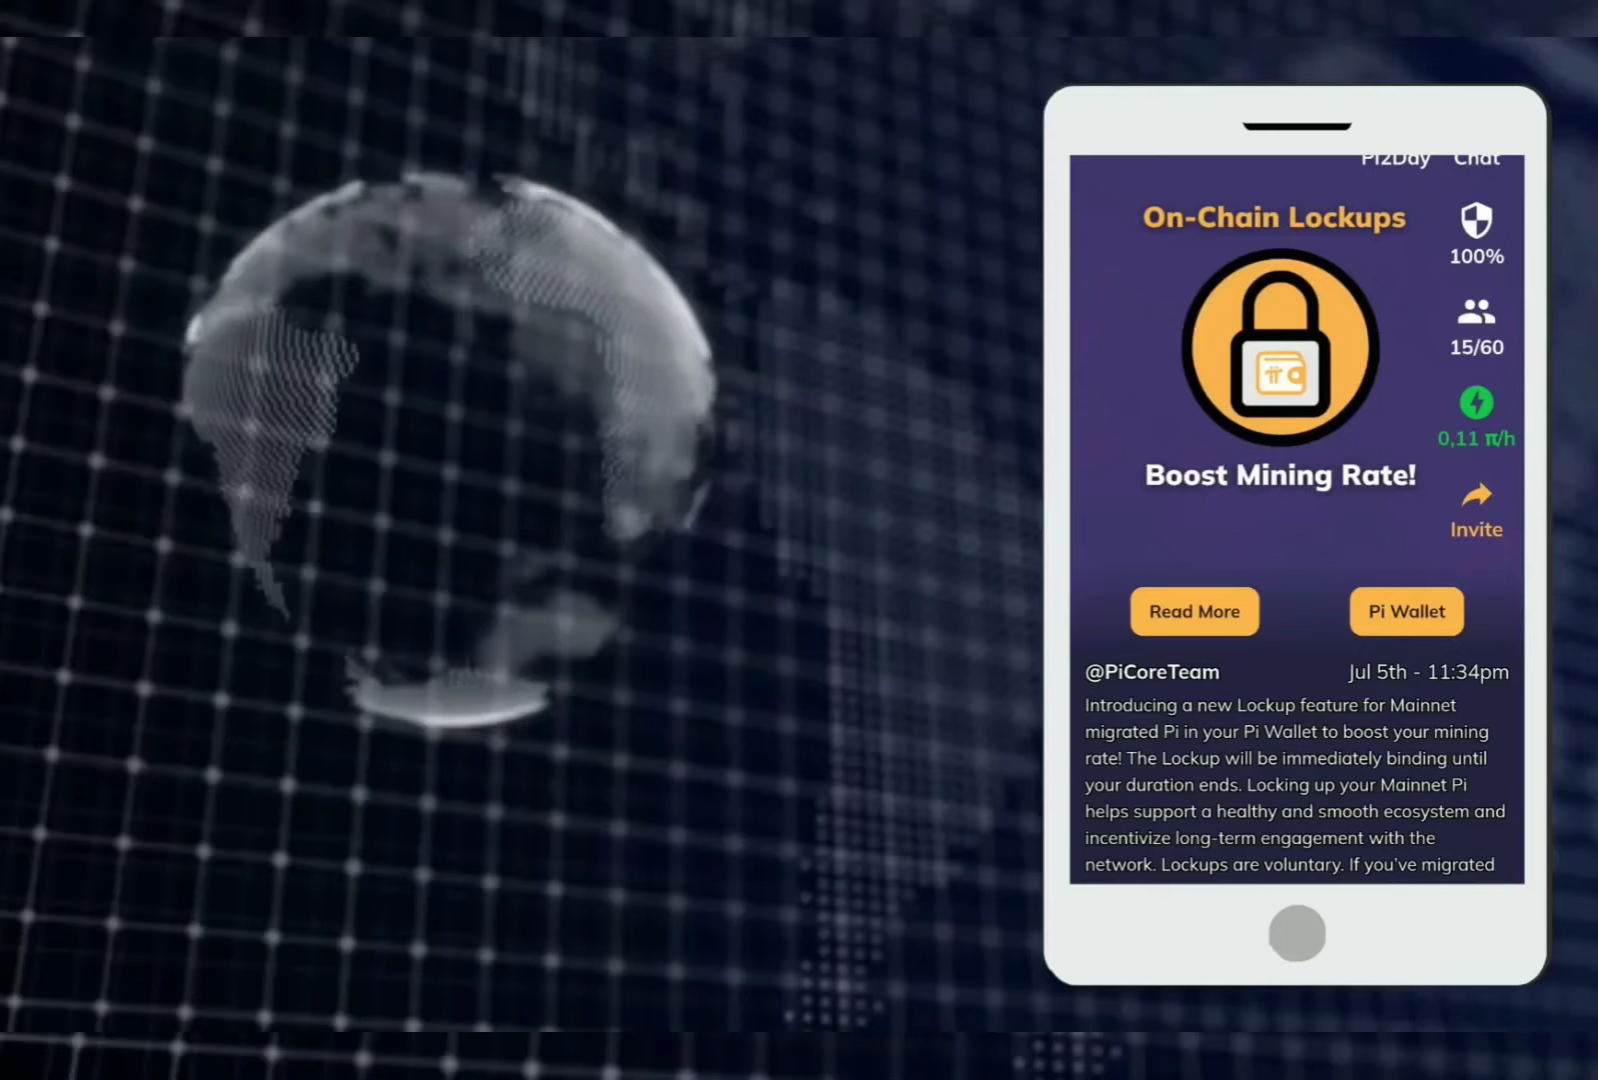 Pi2Day Chat
On-Chain Lockups
100%
15/60
0,11 π/h
Boost Mining Rate!
Invite
Read More
Pi Wallet
@PiCoreTeam
Jul 5th - 11:34pm
Introducing a new Lockup feature for Mainnet
migrated Pi in your Pi Wallet to boost your mining
rate! The Lockup will be immediately binding until
your duration ends. Locking up your Mainnet Pi
helps support a healthy and smooth ecosystem and
incentivize long-term engagement with the
network. Lockups are voluntary. If you've migrated